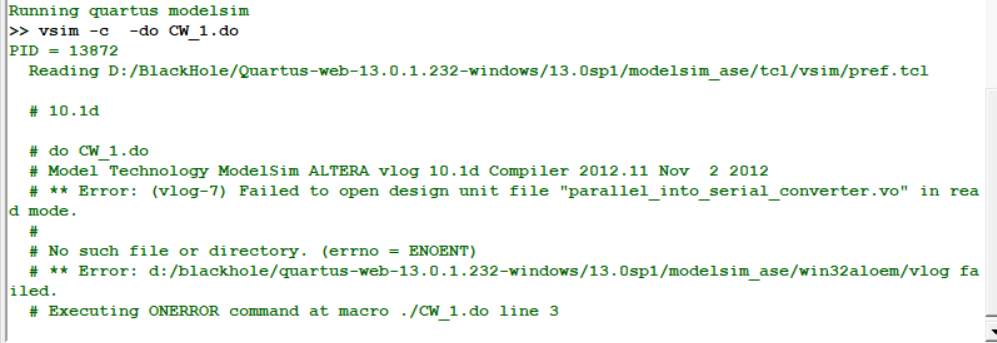 Running quartus modelsim
>> vsim -c  -do CW_1.do
PID = 13872
Reading D:/BlackHole/Quartus-web-13.0.1.232-windows/13.0sp1/modelsim_ase/tcl/vsim/pref.tcl
# 10.1d
# do CW_1.do
# Model Technology ModelSim ALTERA vlog 10.1d Compiler 2012.11 Nov  2 2012
# ** Error: (vlog-7) Failed to open design unit file "parallel_into_serial_converter.vo" in rea
d mode.
#
# No such file or directory. (errno = ENOENT)
# ** Error: d:/blackhole/quartus-web-13.0.1.232-windows/13.0sp1/modelsim_ase/win32aloem/vlog fa
iled.
# Executing ONERROR command at macro ./CW_1.do line 3